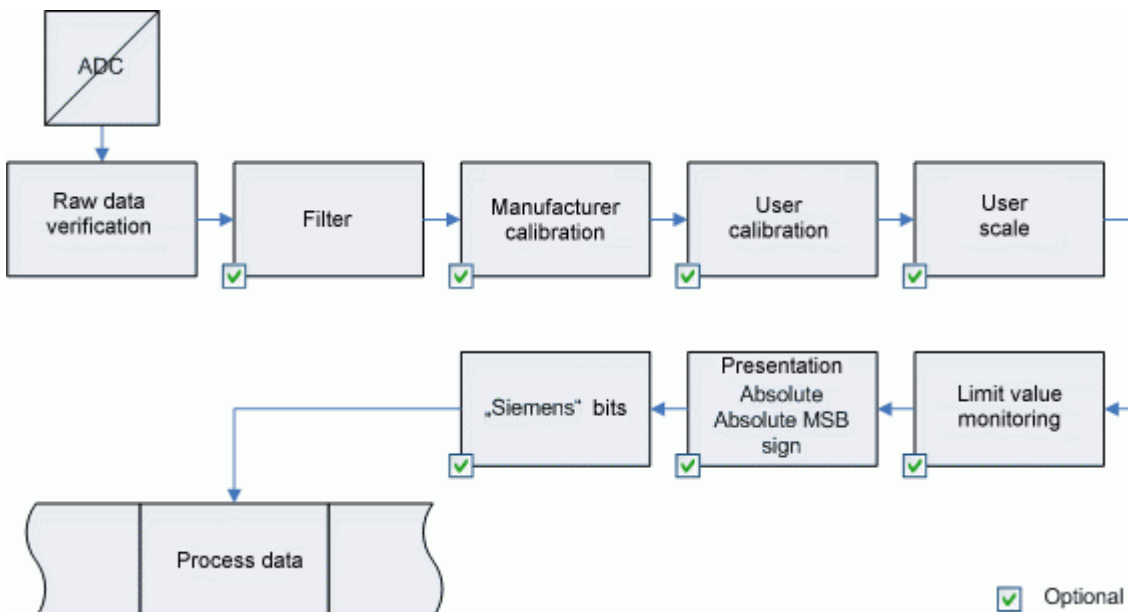 ADC
Raw data
verification
Filter
Manufacturer
calibration
User
calibration
User
scale
„Siemens“ bits
Presentation
Absolute
Absolute MSB
sign
Limit value
monitoring
Process data
Optional